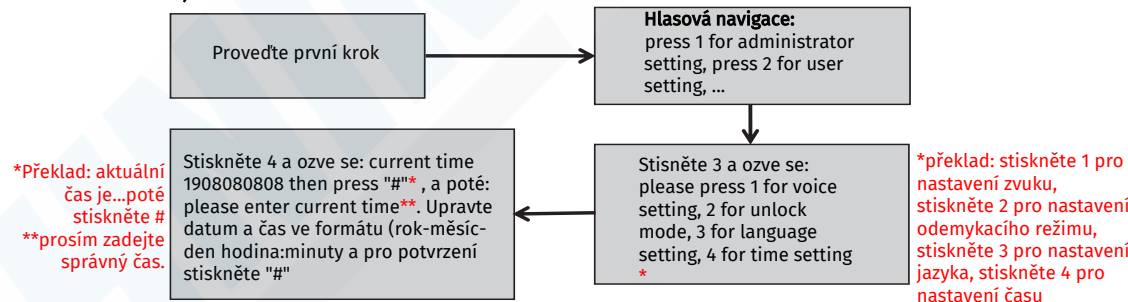 Proveďte první krok
Hlasová navigace:
press 1 for administrator
setting, press 2 for user
setting, ...
Stisněte 3 a ozve se:
please press 1 for voice
setting, 2 for unlock
mode, 3 for language
setting, 4 for time setting
*
*překlad: stiskněte 1 pro
nastavení zvuku,
stiskněte 2 pro nastavení
odemykacího režimu,
stiskněte 3 pro nastavení
jazyka, stiskněte 4 pro
nastavení času
Stiskněte 4 a ozve se: current time
1908080808 then press "#"* , a poté:
please enter current time**. Upravte
datum a čas ve formátu (rok-měsíc-
den hodina:minuty a pro potvrzení
stiskněte "#"
*Překlad: aktuální
čas je...poté
stiskněte #
**prosím zadejte
správný čas.